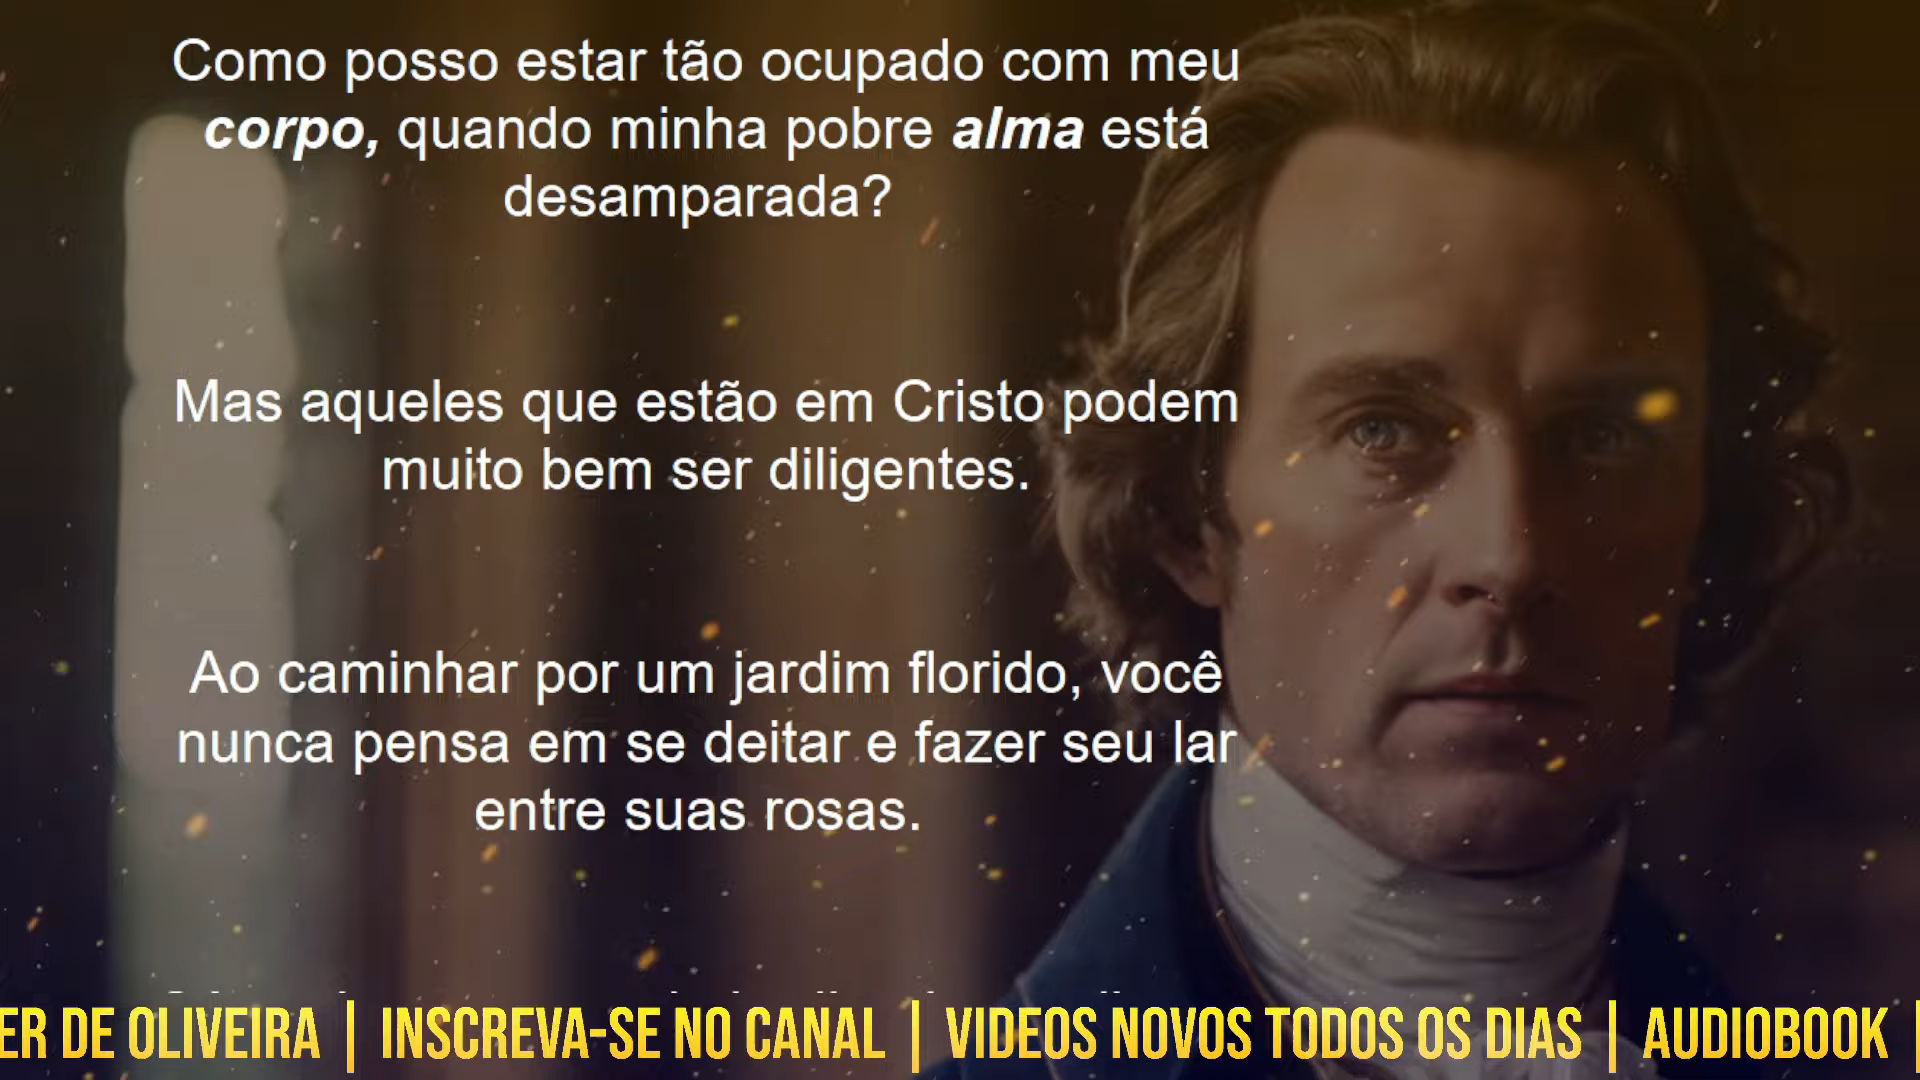 Como posso estar tão ocupado com meu
corpo, quando minha pobre alma está
desamparada?
Mas aqueles que estão em Cristo podem
muito bem ser diligentes.
Ao caminhar por um jardim florido, você
nunca pensa em se deitar e fazer seu lar
entre suas rosas.
ER DE OLIVEIRA | INSCREVA-SE NO CANAL | VIDEOS NOVOS TODOS OS DIAS | AUDIOBOOK |